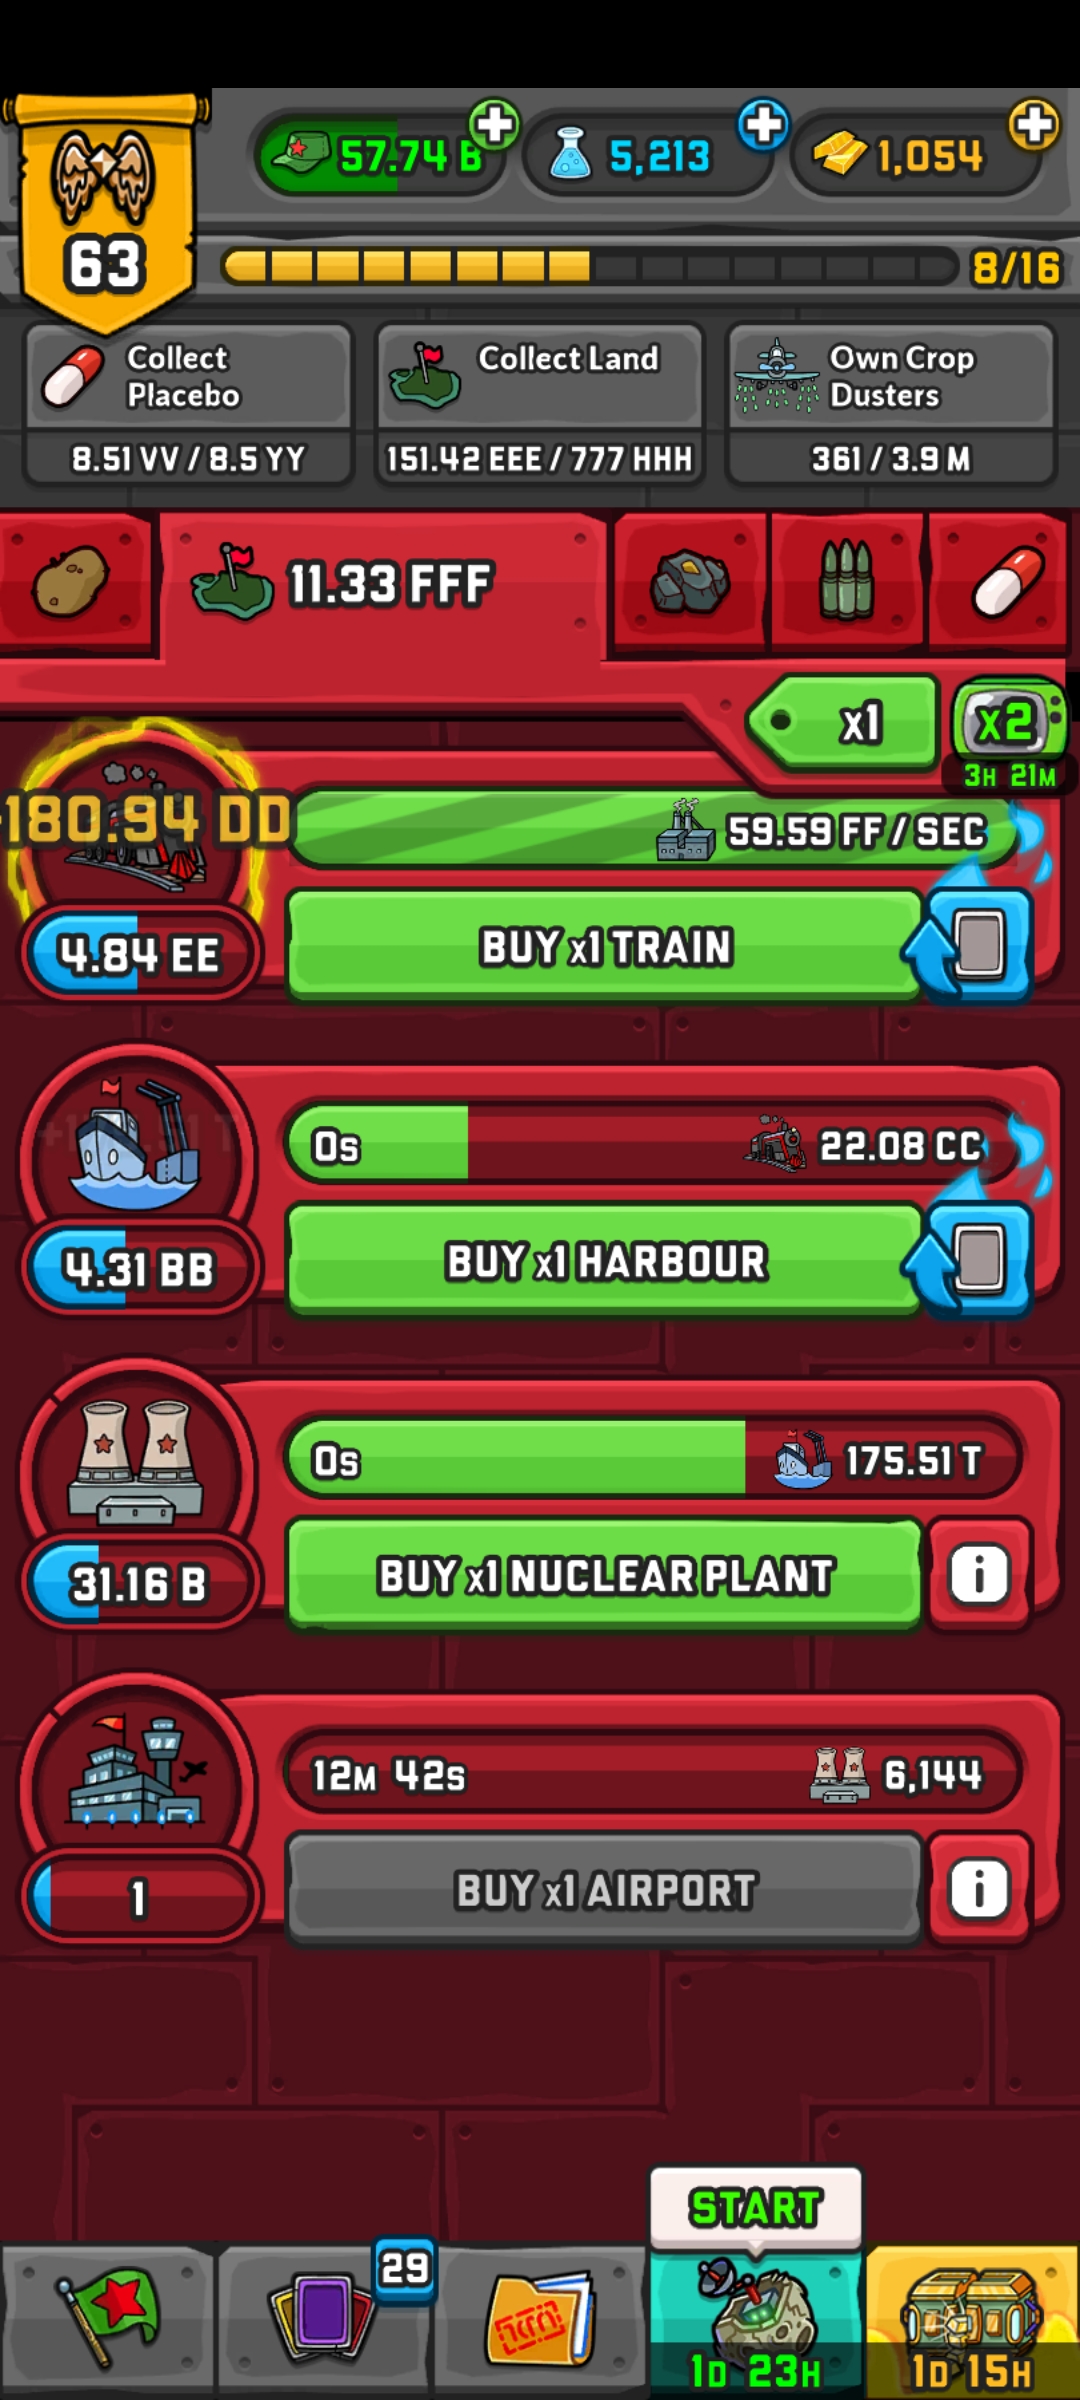 57.74 B
5,213
1,054
63
8/16
Collect
Placebo
8.51 VV / 8.5 YY
Collect Land
151.42 EEE / 777 HHH
Own Crop
Dusters
361 / 3.9 M
11.33 FFF
x1
x2
3H 21M
180.94 DD
59.59 FF / SEC
4.84 EE
BUY x1 TRAIN
0s
22.08 CC
4.31 BB
BUY x1 HARBOUR
0s
175.51 T
31.16 B
BUY x1 NUCLEAR PLANT
i
12M 42s
6,144
1
BUY x1 AIRPORT
i
START
29
1D 23H
1D 15H